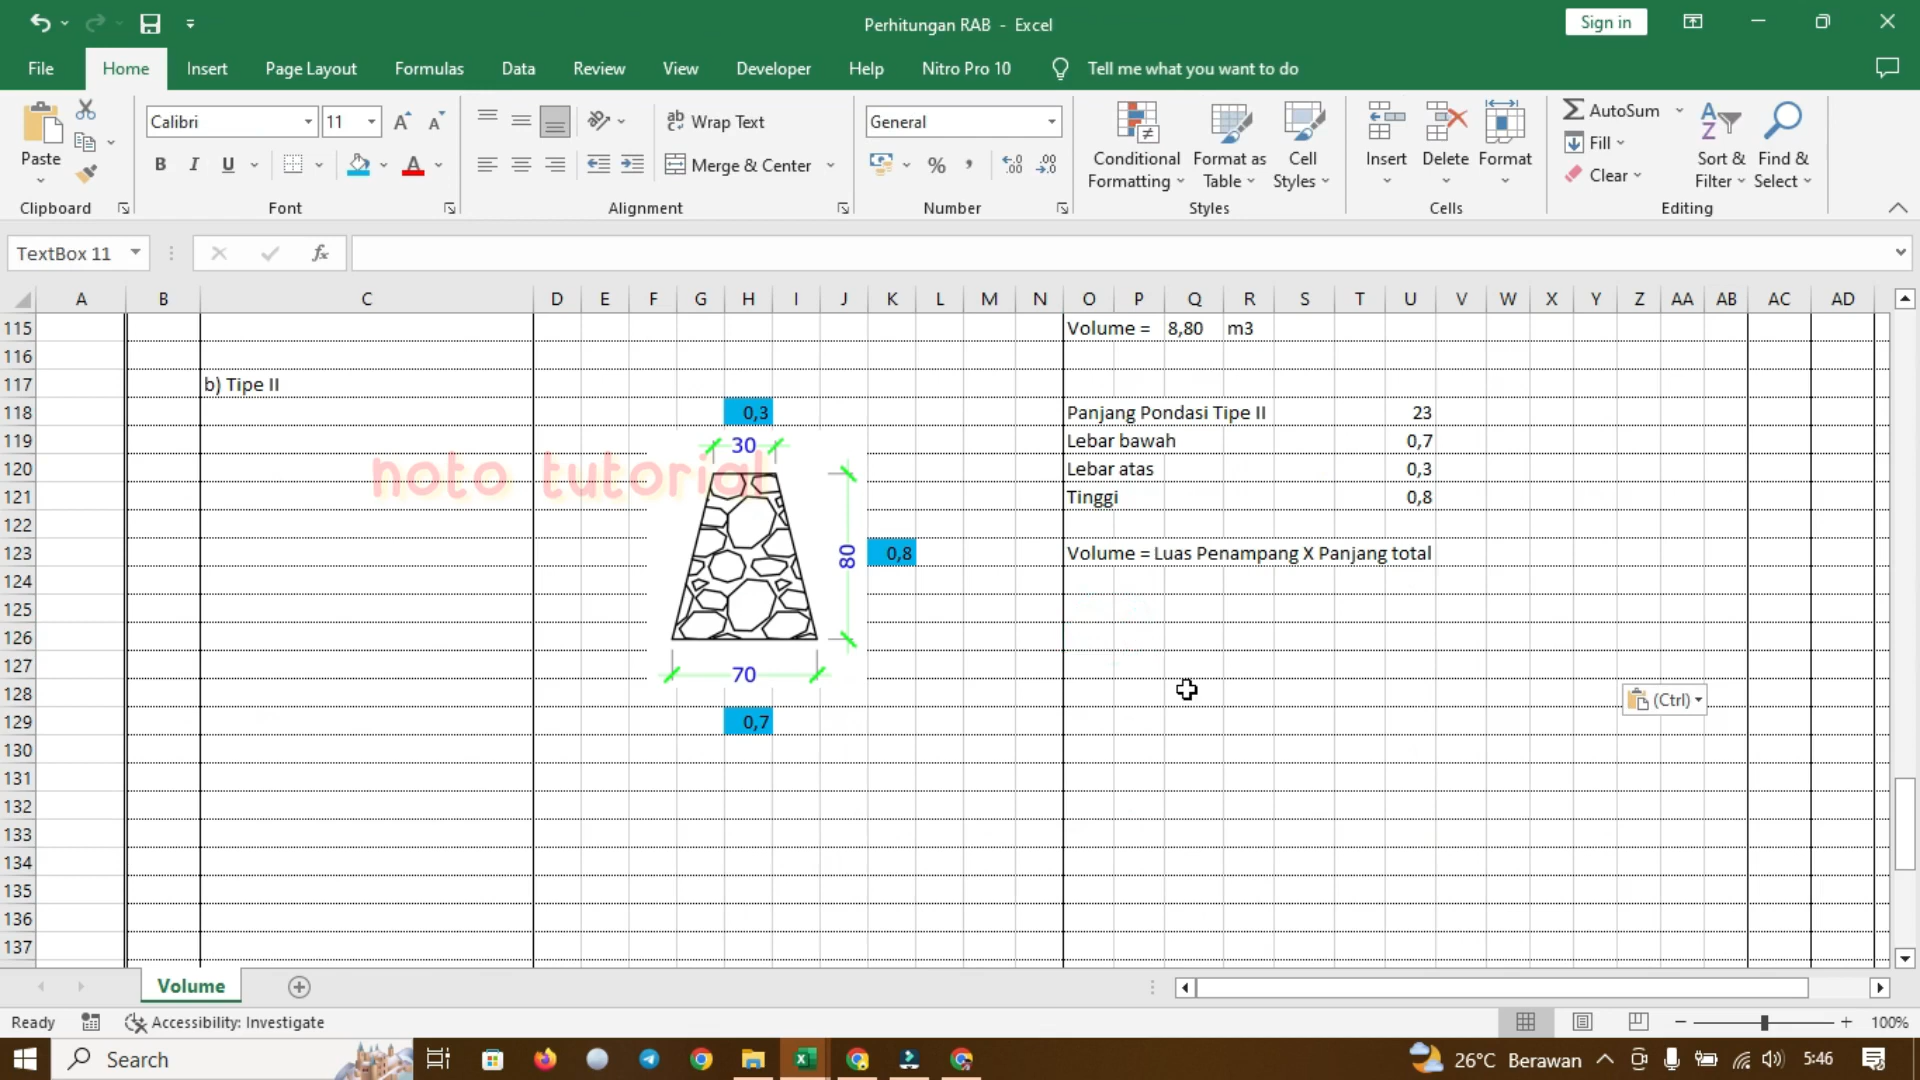 Perhitungan RAB - Excel
Sign in
File Home Insert Page Layout Formulas Data Review View Developer Help Nitro Pro 10 Tell me what you want to do
Paste
Clipboard
Calibri 11
B I U
Font
Wrap Text
Merge & Center
Alignment
General
%
Number
Conditional Formatting
Format as Table
Cell Styles
Styles
Insert Delete Format
Cells
AutoSum
Fill
Clear
Sort & Filter
Find & Select
Editing
TextBox 11
fx
A B C D E F G H I J K L M N O P Q R S T U V W X Y Z AA AB AC AD
115 Volume = 8,80 m3
116
117 b) Tipe II
118 0,3 Panjang Pondasi Tipe II 23
119 30 Lebar bawah 0,7
120 Lebar atas 0,3
noto tutorial
121 Tinggi 0,8
122
123 80 0,8 Volume = Luas Penampang X Panjang total
124
125
126
127 70
128 (Ctrl)
129 0,7
130
131
132
133
134
135
136
137
Volume
Ready Accessibility: Investigate 100%
Search 26°C Berawan 5:46